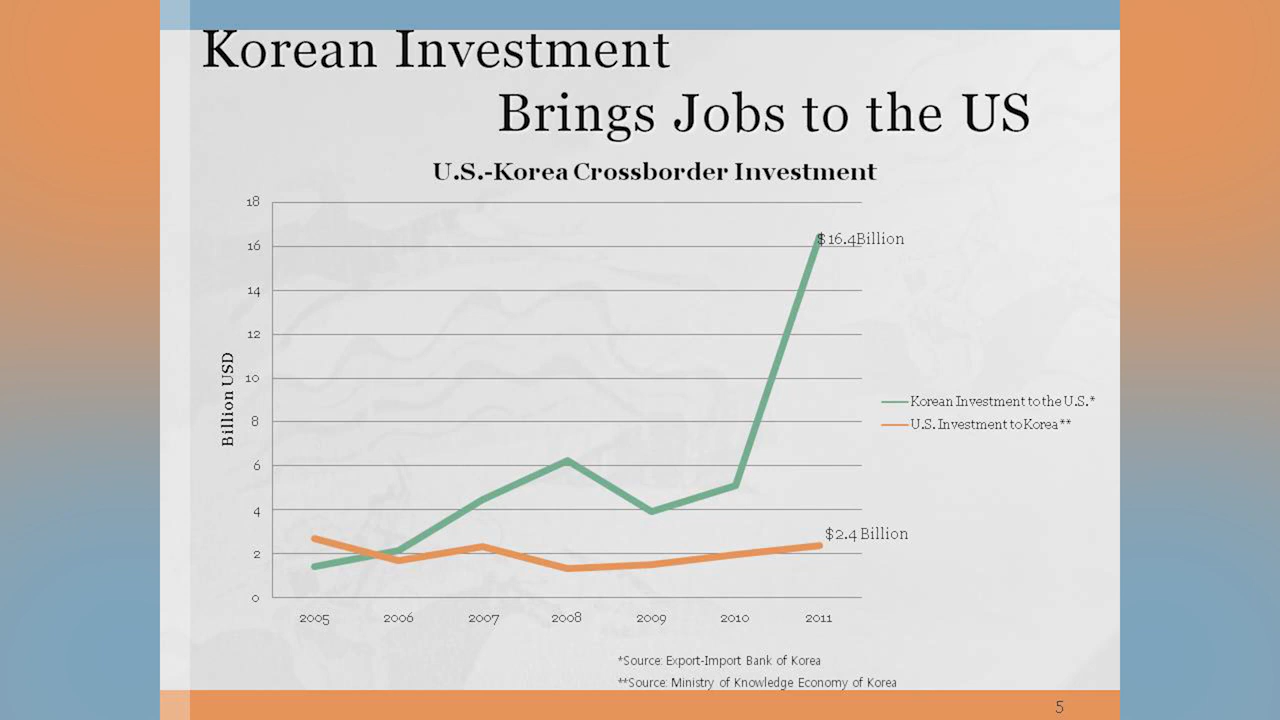 Korean Investment
Brings Jobs to the US
U.S.-Korea Crossborder Investment
18
16
14
12
10
8
6
4
2
0
Billion USD
$16.4Billion
$2.4 Billion
2005 2006 2007 2008 2009 2010 2011
Korean Investment to the U.S.*
U.S. Investment to Korea**
*Source: Export-Import Bank of Korea
**Source: Ministry of Knowledge Economy of Korea
5